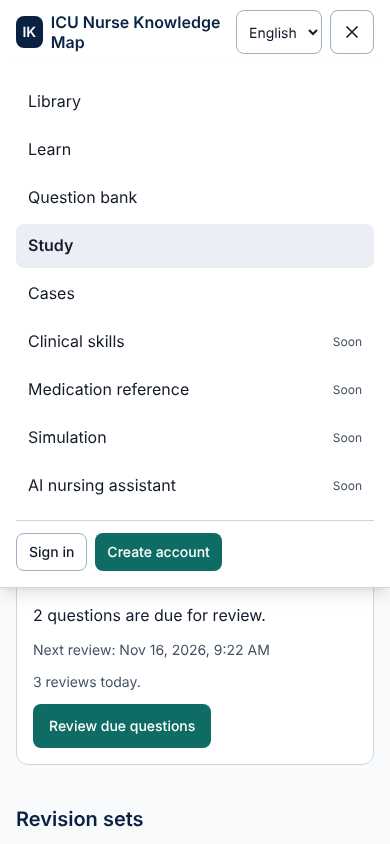 IK
ICU Nurse Knowledge
Map
English
Library
Learn
Question bank
Study
Cases
Clinical skills Soon
Medication reference Soon
Simulation Soon
AI nursing assistant Soon
Sign in Create account
2 questions are due for review.
Next review: Nov 16, 2026, 9:22 AM
3 reviews today.
Review due questions
Revision sets